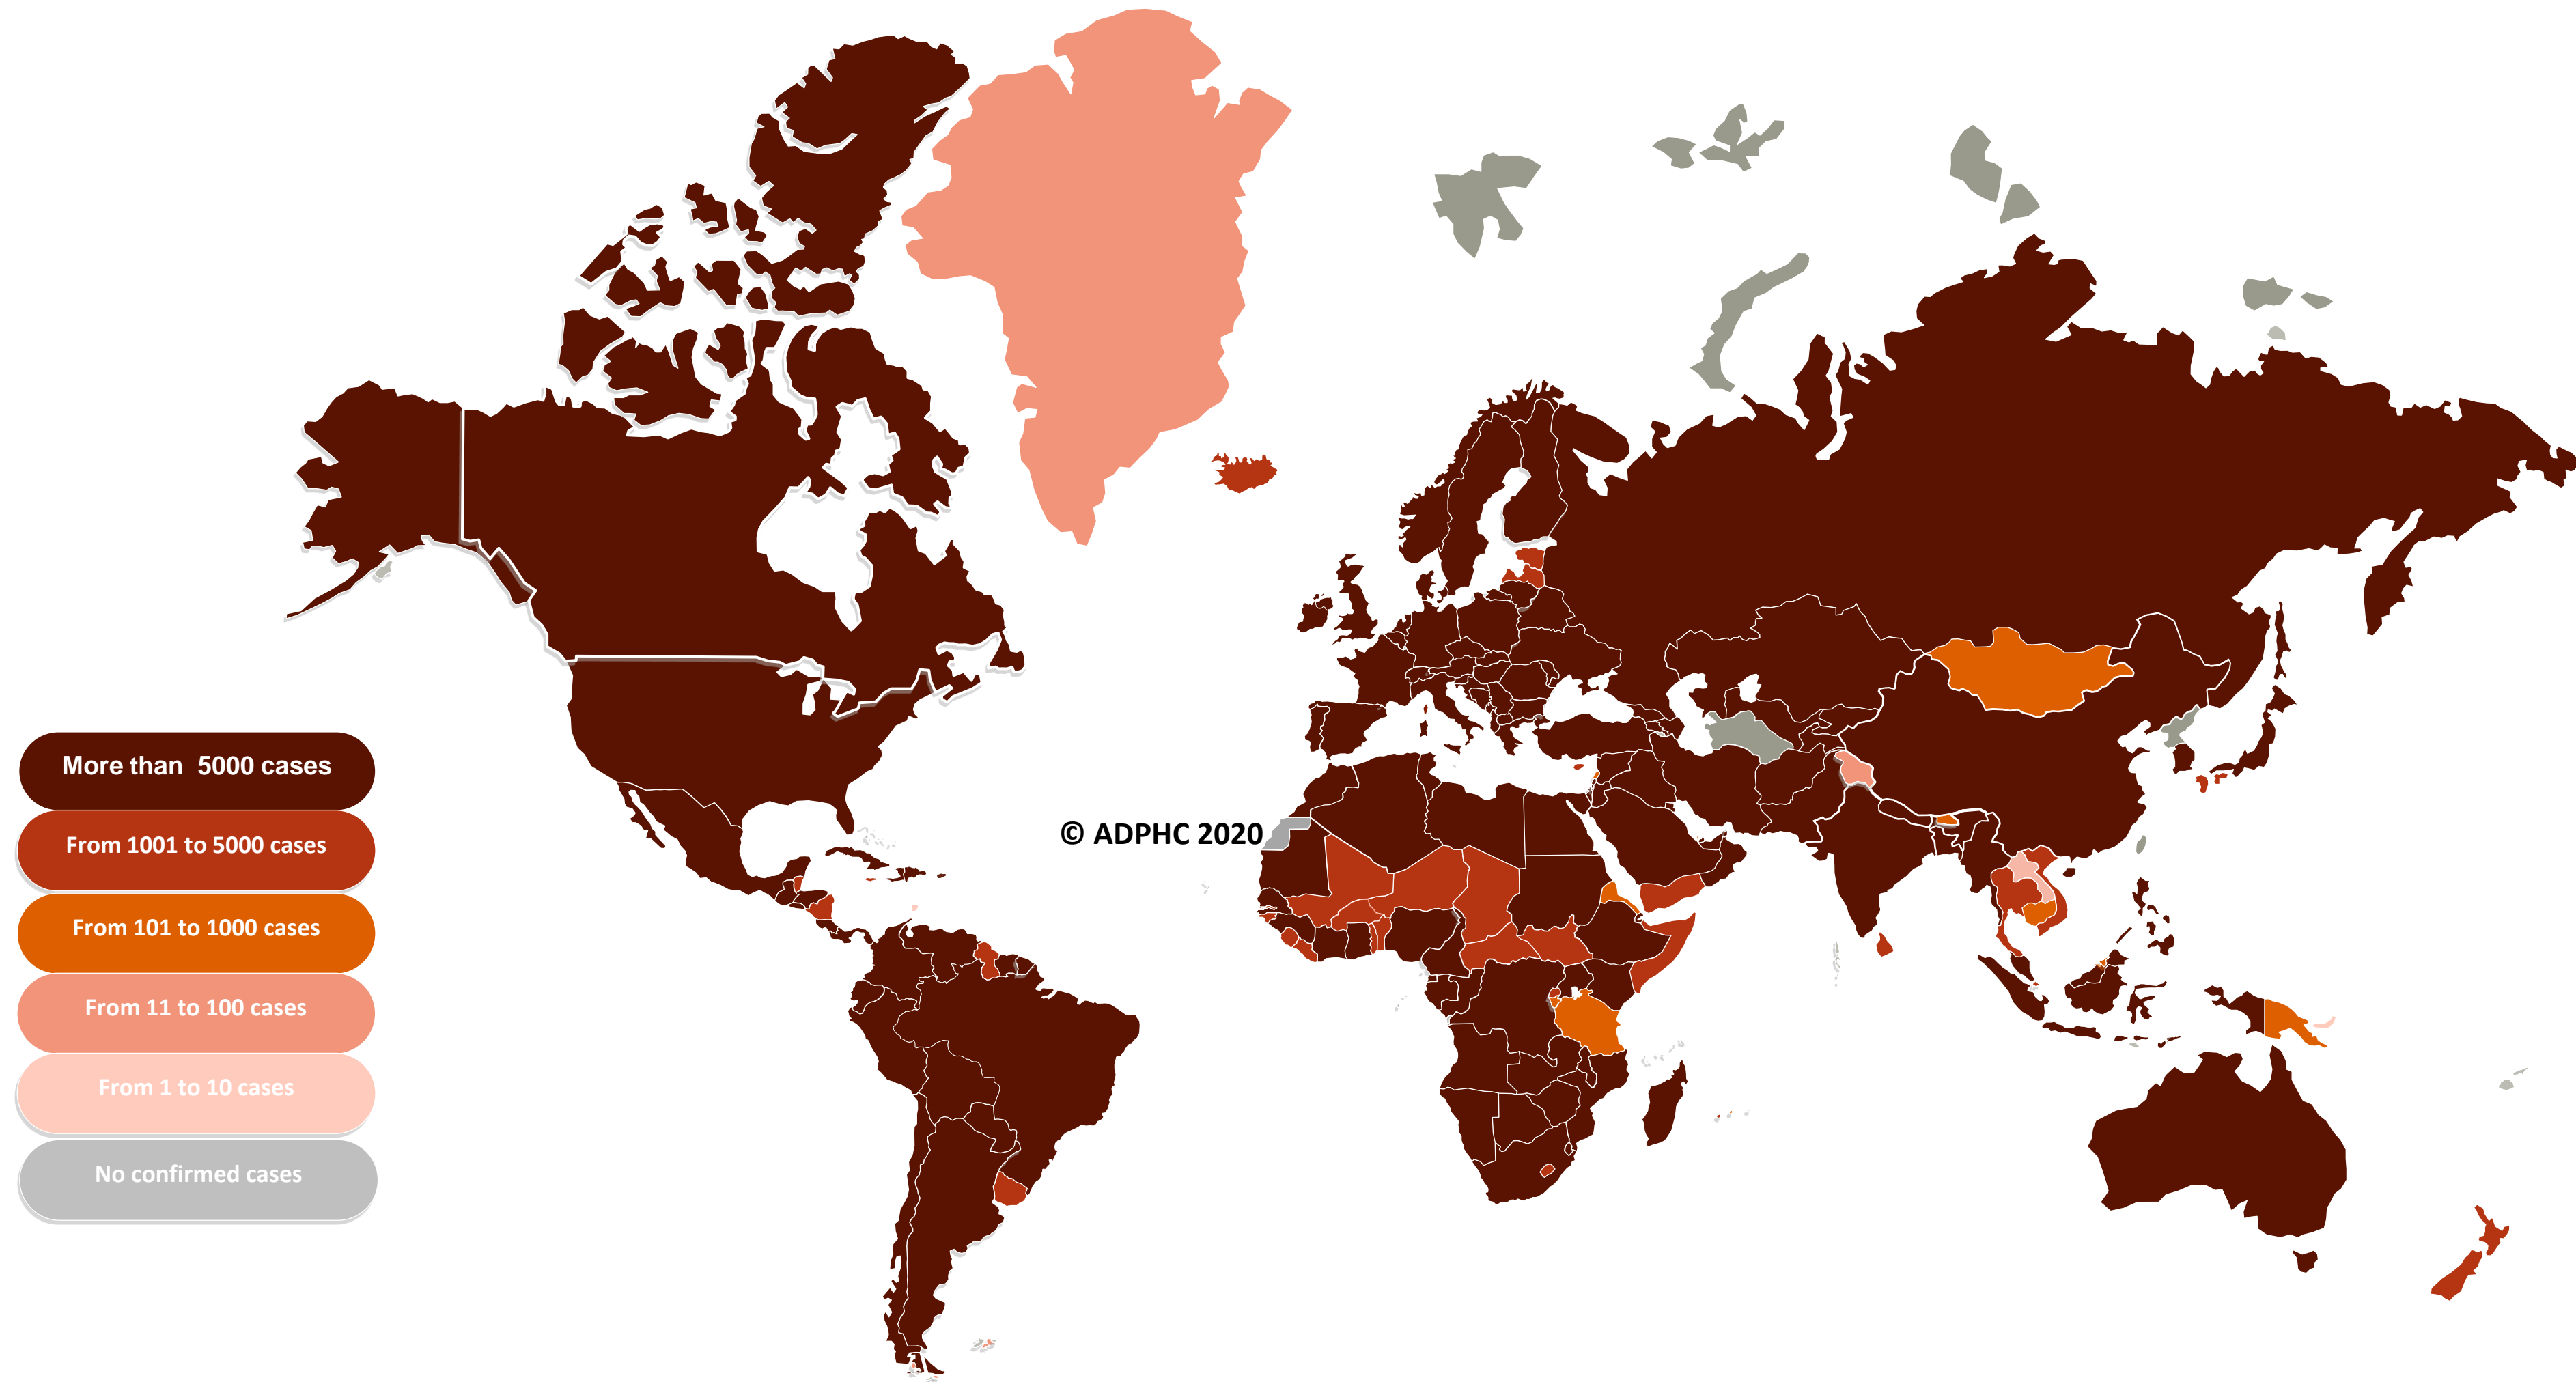 More than  5000 cases
From 1001 to 5000 cases
From 101 to 1000 cases
From 11 to 100 cases
From 1 to 10 cases
No confirmed cases
© ADPHC 2020